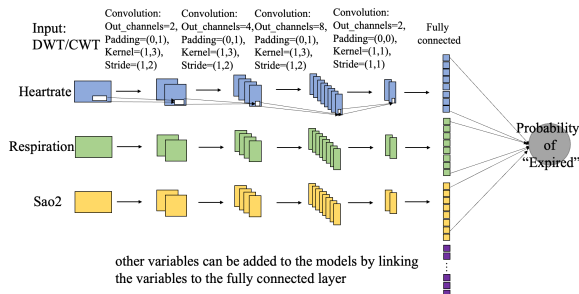 Input:
DWT/CWT
Convolution:
Out_channels=2,
Padding=(0,1),
Kernel=(1,3)
Stride=(1,2)
Convolution:
Out_channels=4,
Padding=(0,1),
Kernel=(1,3)
Stride=(1,2)
Convolution:
Out_channels=8,
Padding=(0,1),
Kernel=(1,3)
Stride=(1,2)
Convolution:
Out_channels=2,
Padding=(0,0),
Kernel=(1,1),
Stride=(1,1)
Fully
connected
Heartrate
Respiration
Sao2
Probability
of
“Expired”
other variables can be added to the models by linking
the variables to the fully connected layer